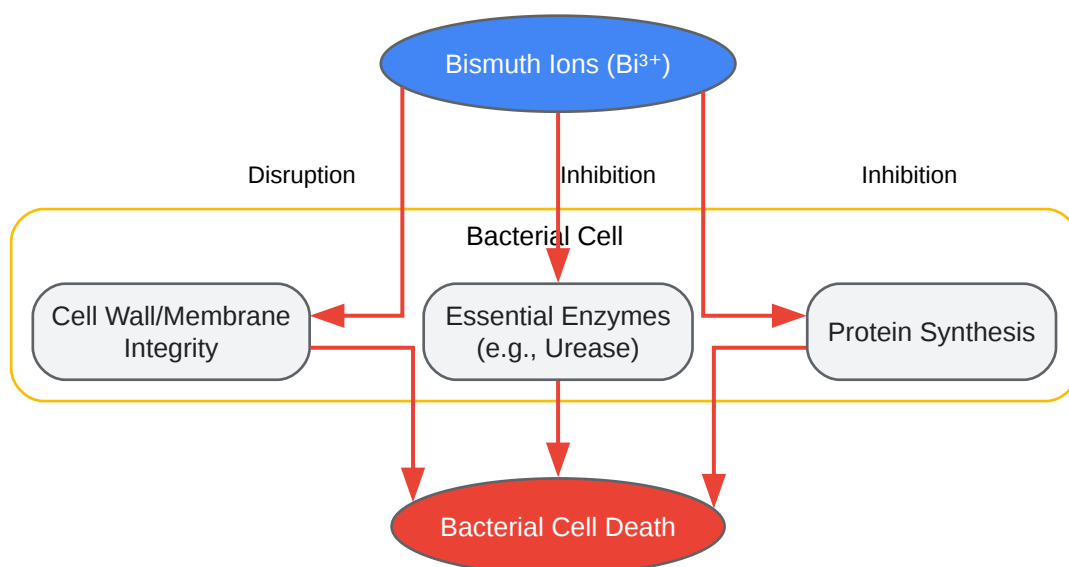 Bismuth Ions (Bi³⁺)
Disruption
Inhibition
Inhibition
Bacterial Cell
Cell Wall/Membrane
Integrity
Essential Enzymes
(e.g., Urease)
Protein Synthesis
Bacterial Cell Death